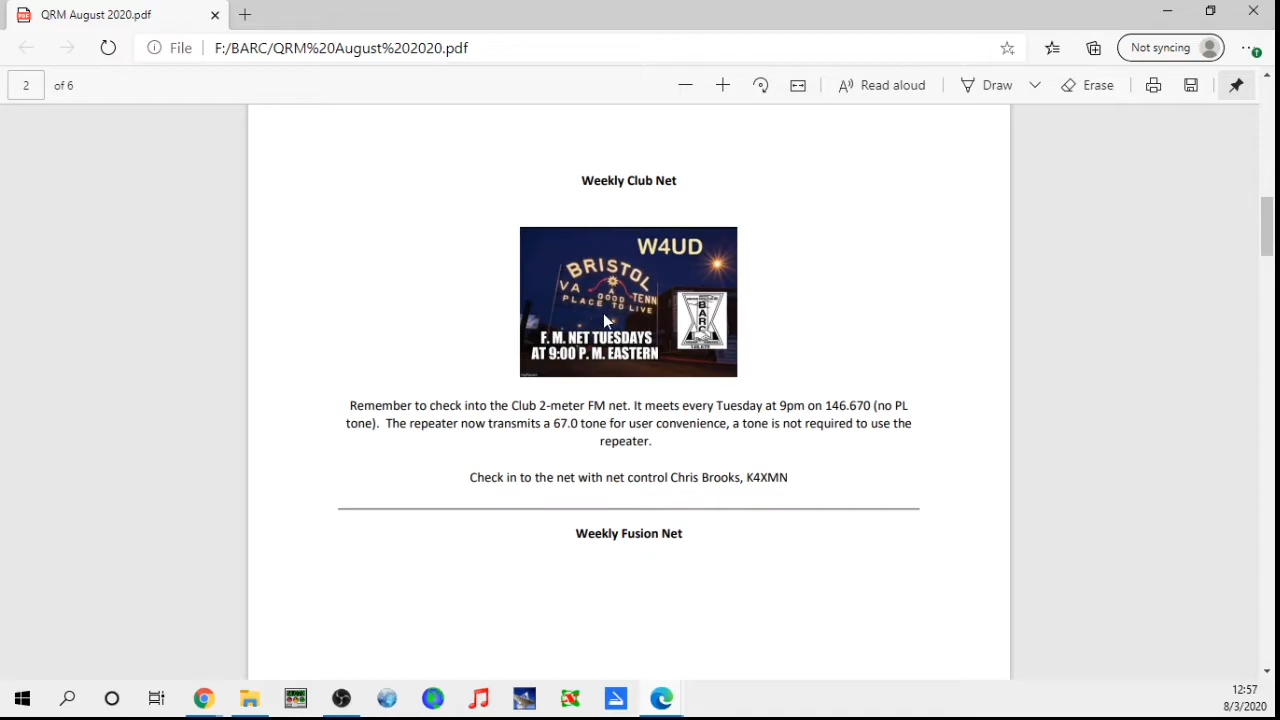 QRM August 2020.pdf
File F:/BARC/QRM%20August%202020.pdf
Not syncing
2 of 6
Read aloud
Draw
Erase
Weekly Club Net
W4UD
BRISTOL
VA A TENN
GOOD
PLACE TO LIVE
BARC
F. M. NET TUESDAYS
AT 9:00 P. M. EASTERN
Remember to check into the Club 2-meter FM net. It meets every Tuesday at 9pm on 146.670 (no PL
tone). The repeater now transmits a 67.0 tone for user convenience, a tone is not required to use the
repeater.
Check in to the net with net control Chris Brooks, K4XMN
Weekly Fusion Net
12:57
8/3/2020